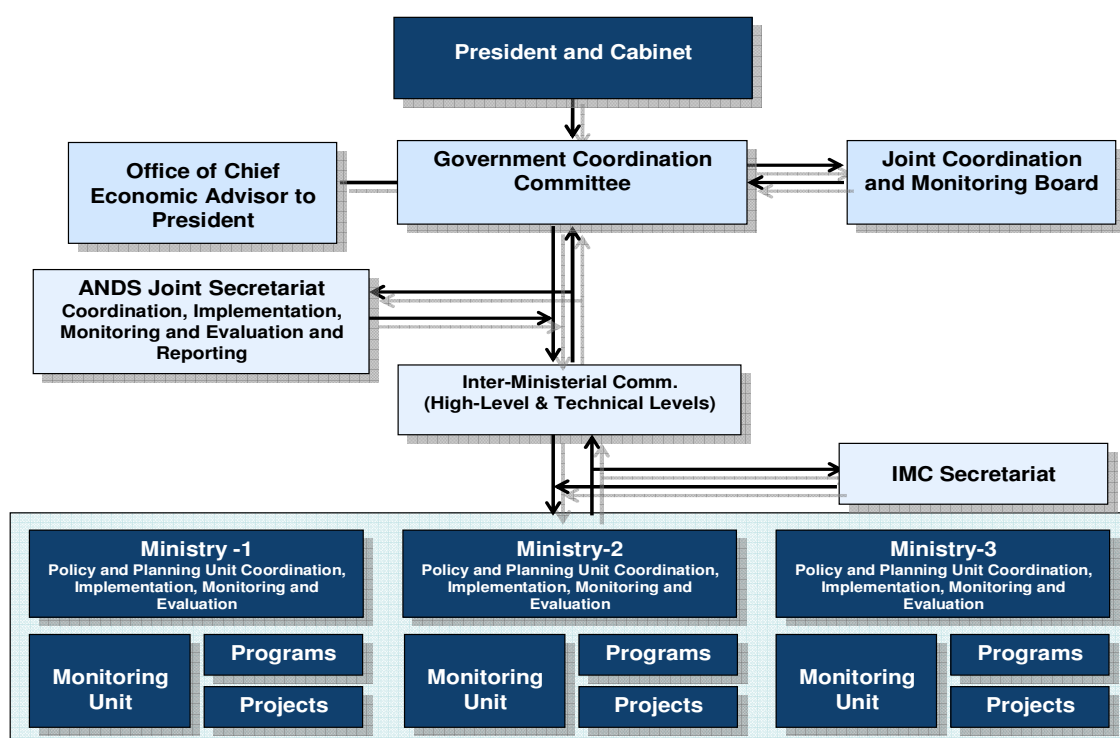 President and Cabinet
Office of Chief
Economic Advisor to
President
Government Coordination
Committee
Joint Coordination
and Monitoring Board
ANDS Joint Secretariat
Coordination, Implementation,
Monitoring and Evaluation and
Reporting
Inter-Ministerial Comm.
(High-Level & Technical Levels)
IMC Secretariat
Ministry -1
Policy and Planning Unit Coordination,
Implementation, Monitoring and
Evaluation
Monitoring
Unit
Programs
Projects
Ministry-2
Policy and Planning Unit Coordination,
Implementation, Monitoring and
Evaluation
Monitoring
Unit
Programs
Projects
Ministry-3
Policy and Planning Unit Coordination,
Implementation, Monitoring and
Evaluation
Monitoring
Unit
Programs
Projects